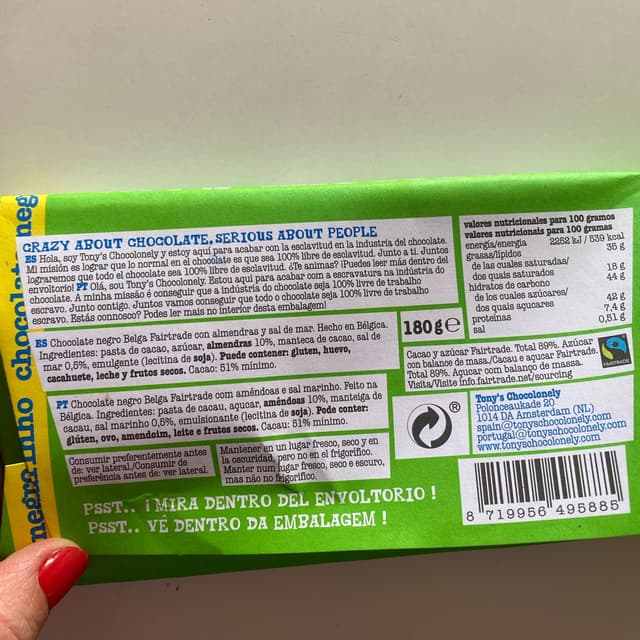 CRAZY ABOUT CHOCOLATE, SERIOUS ABOUT PEOPLE
ES Hola, soy Tony's Chocolonely y estoy aquí para acabar con la esclavitud en la industria del chocolate.
Mi misión es lograr que lo normal en el chocolate es que sea 100% libre de esclavitud. Junto a ti. Juntos
lograremos que todo el chocolate sea 100% libre de esclavitud. ¿Te animas? ¡Puedes leer más dentro del
envoltorio! PT Olá, sou Tony's Chocolonely. Estou aqui para acabar com a escravatura na indústria do
chocolate. A minha missão é conseguir que a indústria do chocolate seja 100% livre de trabalho
escravo. Junto contigo. Juntos vamos conseguir que todo o chocolate seja 100% livre de trabalho
escravo. Estás connosco? Podes ler mais no interior desta embalagem!
ES Chocolate negro Belga Fairtrade con almendras y sal de mar. Hecho en Bélgica.
Ingredientes: pasta de cacao, azúcar, almendras 10%, manteca de cacao, sal de
mar 0,5%, emulgente (lecitina de soja). Puede contener: gluten, huevo,
cacahuete, leche y frutos secos. Cacao: 51% mínimo.
PT Chocolate negro Belga Fairtrade com amêndoas e sal marinho. Feito na
Bélgica. Ingredientes: pasta de cacau, açucar, amêndoas 10%, manteiga de
cacau, sal marinho 0,5%, emulsionante (lecitina de soja). Pode conter:
glúten, ovo, amendoim, leite e frutos secos. Cacau: 51% mínimo.
Consumir preferentemente antes
de: ver lateral./Consumir de
preferência antes de: ver lateral.
Mantener en un lugar fresco, seco y en
la oscuridad, pero no en el frigorífico.
Manter num lugar fresco, seco e escuro,
mas não no frigorífico.
PSST.. ¡ MIRA DENTRO DEL ENVOLTORIO !
PSST.. VÊ DENTRO DA EMBALAGEM !
valores nutricionales por 100 gramos
valores nutricionais para 100 gramas
energía/energia 2252 kJ / 539 kcal
grasas/lípidos 35 g
de las cuales saturadas/
dos quais saturados 18 g
hidratos de carbono 44 g
de los cuales azúcares/
dos quais açucares 42 g
proteínas 7,4 g
sal 0,51 g
180g e
Cacao y azúcar Fairtrade. Total 89%. Azúcar
con balance de masa./Cacau e açucar Fairtrade.
Total 89%. Açucar com balanço de massa.
Visita/Visite info.fairtrade.net/sourcing
FAIRTRADE
®
Tony's Chocolonely
Polonceaukade 20
1014 DA Amsterdam (NL)
spain@tonyschocolonely.com
portugal@tonyschocolonely.com
www.tonyschocolonely.com
8 719956 495885
chocolate neg